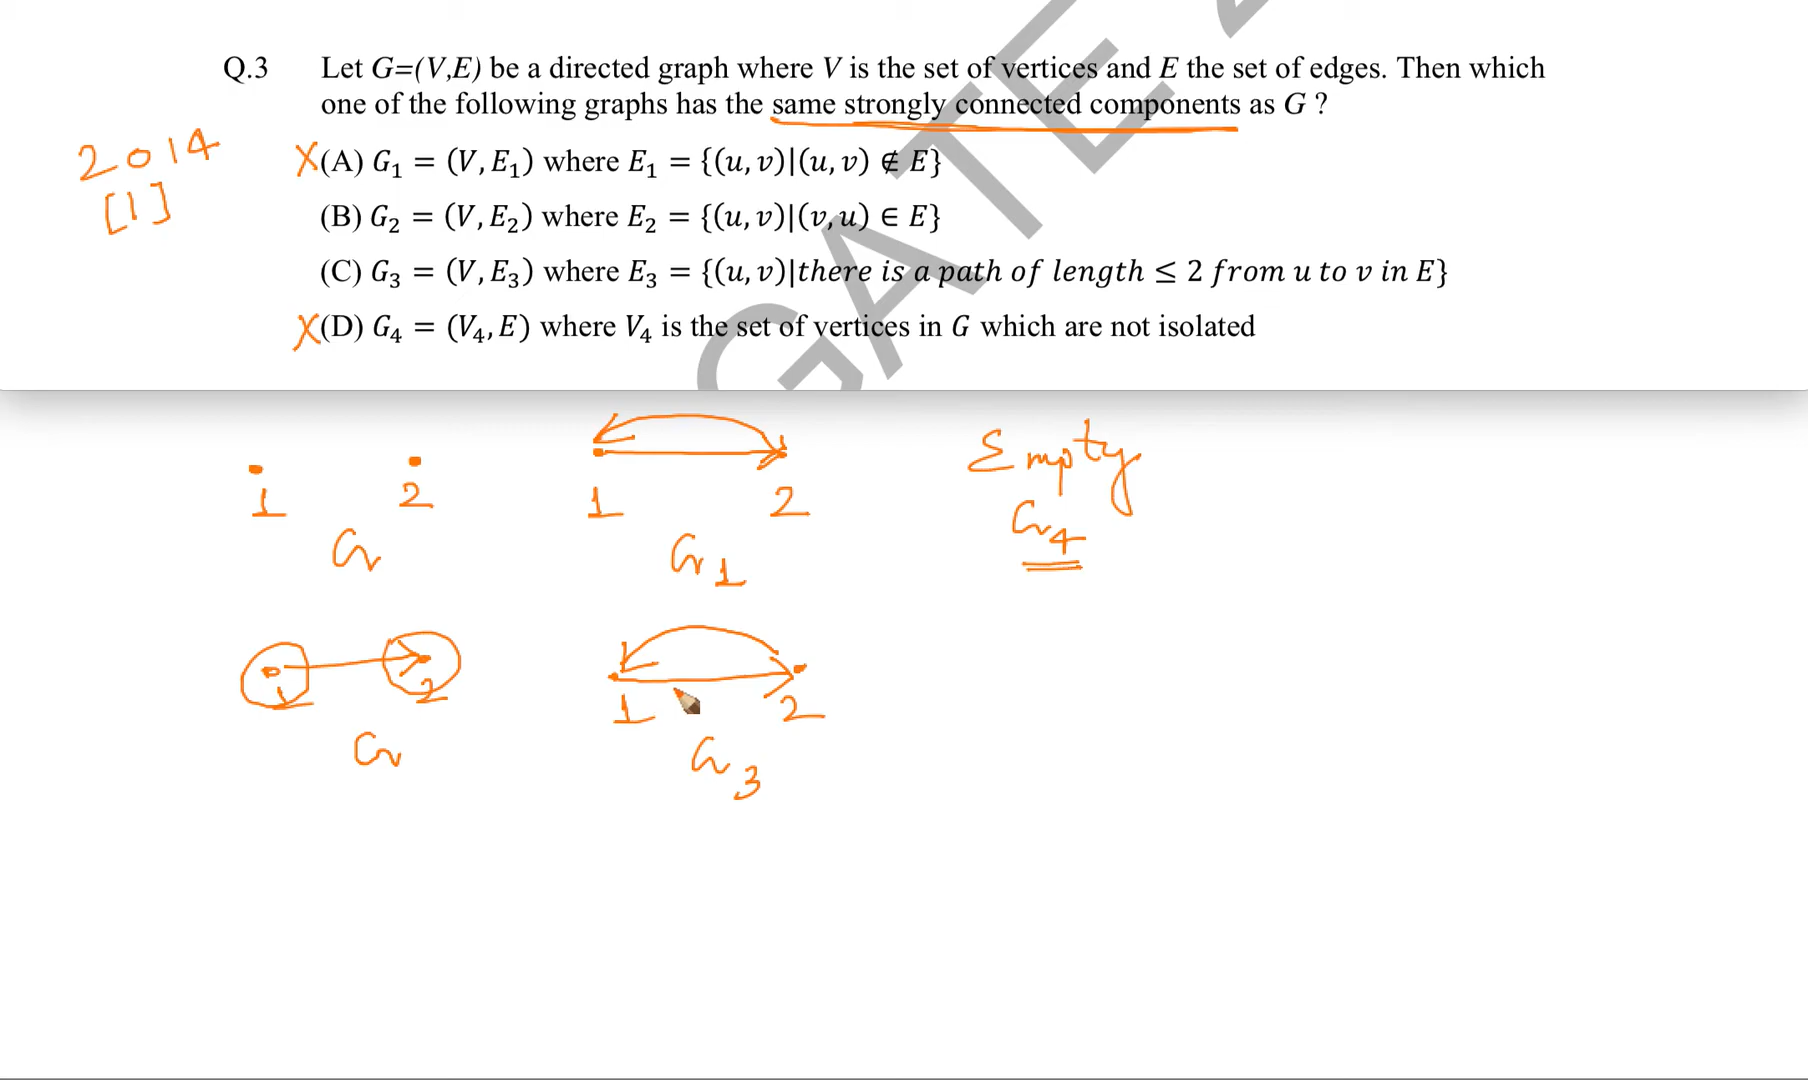 Q.3 Let G=(V,E) be a directed graph where V is the set of vertices and E the set of edges. Then which
one of the following graphs has the same strongly connected components as G ?
2014
[1]
X(A) G₁ = (V, E₁) where E₁ = {(u, v)|(u, v) ∉ E}
(B) G₂ = (V, E₂) where E₂ = {(u, v)|(v,u) ∈ E}
(C) G₃ = (V, E₃) where E₃ = {(u, v)|there is a path of length ≤ 2 from u to v in E}
X(D) G₄ = (V₄, E) where V₄ is the set of vertices in G which are not isolated
GATE 2
1 2 1 2 Empty
G G1 G4
1 2 1 2
G G3